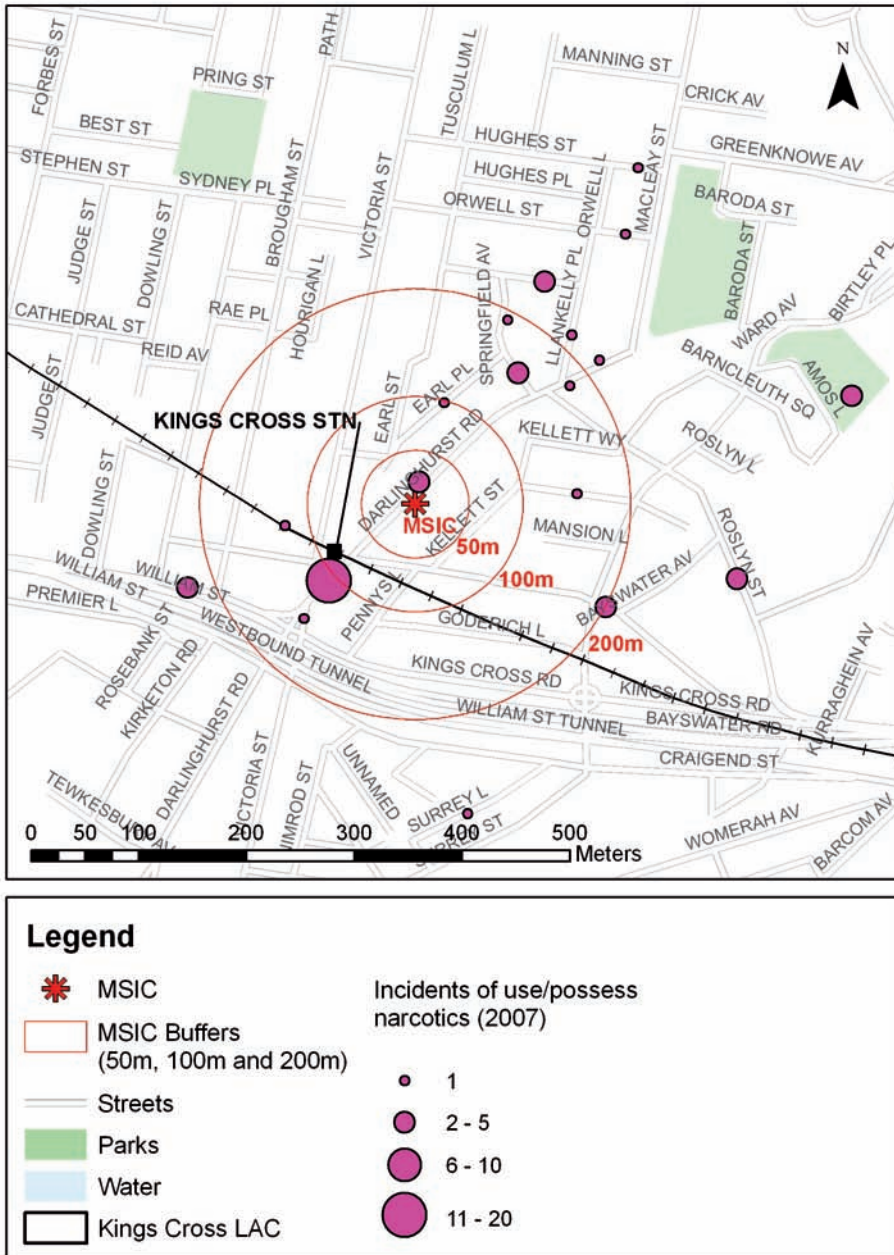 FORBES ST
PRING ST
PATH
TUSCULUM L
MANNING ST
N
CRICK AV
BEST ST
HUGHES ST
GREENKNOWE AV
STEPHEN ST
SYDNEY PL
BROUGHAM ST
VICTORIA ST
HUGHES PL
ORWELL L
MACLEAY ST
BARODA ST
JUDGE ST
DOWLING ST
ORWELL ST
BARODA ST
BIRTLEY PL
HOURIGAN L
SPRINGFIELD AV
LLANKELLY PL
WARD AV
CATHEDRAL ST
RAE PL
REID AV
BARNCLEUTH SQ
AMOS L
JUDGE ST
EARL ST
EARL PL
KINGS CROSS STN
DARLINGHURST RD
KELLETT WY
ROSLYN L
DOWLING ST
MSIC
KELLETT ST
MANSION L
50m
ROSLYN ST
100m
WILLIAM ST
WILLIAM ST
PREMIER L
PENNYS L
BAYSWATER AV
GODERICH L
200m
ROSEBANK ST
WESTBOUND TUNNEL
KIRKETON RD
KINGS CROSS RD
KINGS CROSS RD
DARLINGHURST RD
WILLIAM ST TUNNEL
BAYSWATER RD
KURRAGHEIN AV
CRAIGEND ST
VICTORIA ST
NIMROD ST
UNNAMED
TEWKESBURY AV
SURREY L
SURREY ST
WOMERAH AV
BARCOM AV
0 50 100 200 300 400 500
Meters
Legend
MSIC
MSIC Buffers
(50m, 100m and 200m)
Streets
Parks
Water
Kings Cross LAC
Incidents of use/possess
narcotics (2007)
1
2 - 5
6 - 10
11 - 20